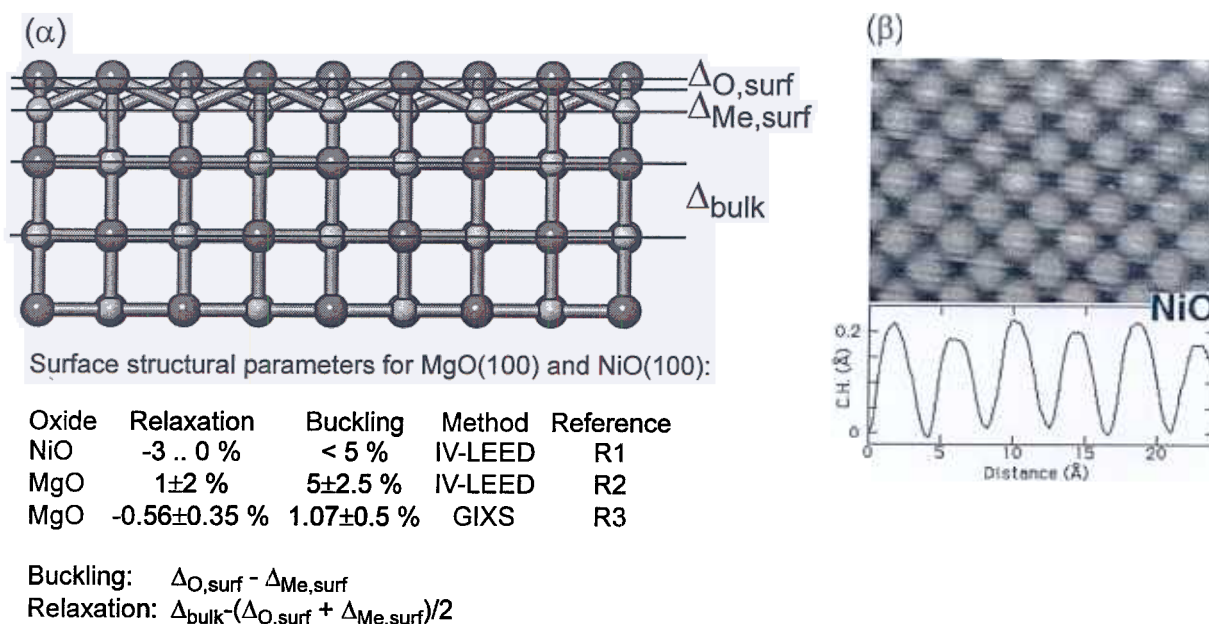 (α)
Δ_O,surf
Δ_Me,surf
Δ_bulk
Surface structural parameters for MgO(100) and NiO(100):
Oxide Relaxation Buckling Method Reference
NiO -3 .. 0 % < 5 % IV-LEED R1
MgO 1±2 % 5±2.5 % IV-LEED R2
MgO -0.56±0.35 % 1.07±0.5 % GIXS R3
Buckling: Δ_O,surf - Δ_Me,surf
Relaxation: Δ_bulk-(Δ_O,surf + Δ_Me,surf)/2
(β)
NiO
0.2
C.H. (Å)
0
0 5 10 15 20
Distance (Å)